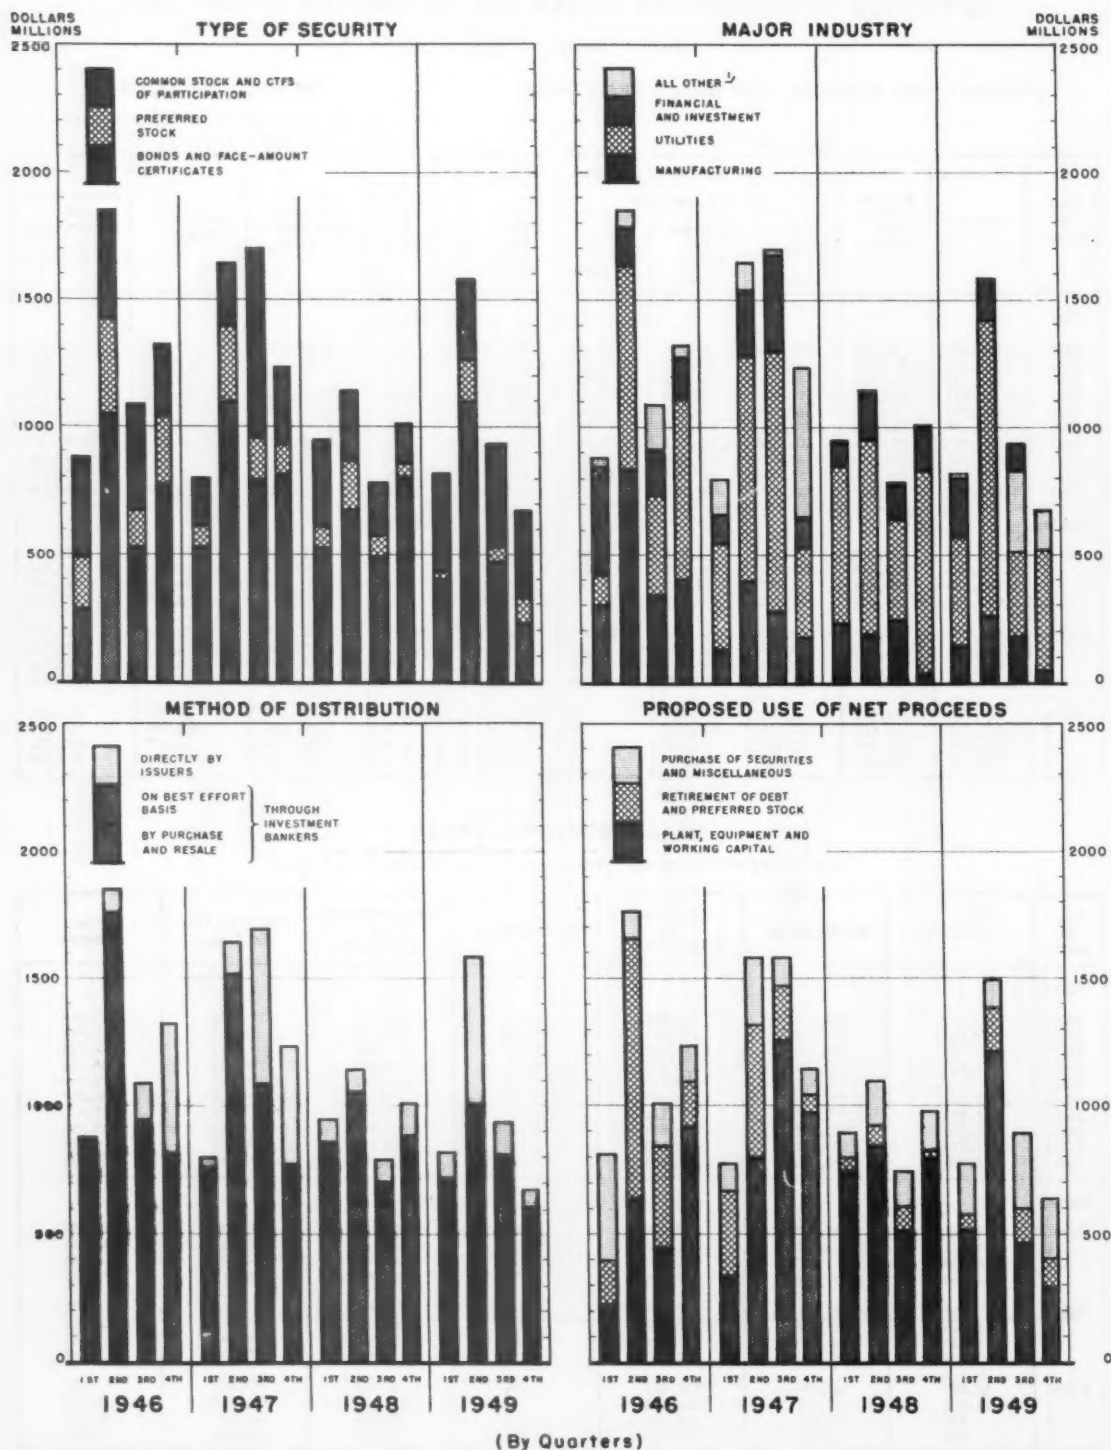 DOLLARS
MILLIONS
TYPE OF SECURITY
2500
COMMON STOCK AND CTFS.
OF PARTICIPATION
PREFERRED
STOCK
BONDS AND FACE-AMOUNT
CERTIFICATES
2000
1500
1000
500
0
MAJOR INDUSTRY
DOLLARS
MILLIONS
2500
ALL OTHER 1/
FINANCIAL
AND INVESTMENT
UTILITIES
MANUFACTURING
2000
1500
1000
500
0
METHOD OF DISTRIBUTION
2500
DIRECTLY BY
ISSUERS
ON BEST EFFORT
BASIS
BY PURCHASE
AND RESALE
THROUGH
INVESTMENT
BANKERS
2000
1500
1000
500
0
1ST 2ND 3RD 4TH 1ST 2ND 3RD 4TH 1ST 2ND 3RD 4TH 1ST 2ND 3RD 4TH
1946 1947 1948 1949
PROPOSED USE OF NET PROCEEDS
2500
PURCHASE OF SECURITIES
AND MISCELLANEOUS
RETIREMENT OF DEBT
AND PREFERRED STOCK
PLANT, EQUIPMENT AND
WORKING CAPITAL
2000
1500
1000
500
0
1ST 2ND 3RD 4TH 1ST 2ND 3RD 4TH 1ST 2ND 3RD 4TH 1ST 2ND 3RD 4TH
1946 1947 1948 1949
(By Quarters)